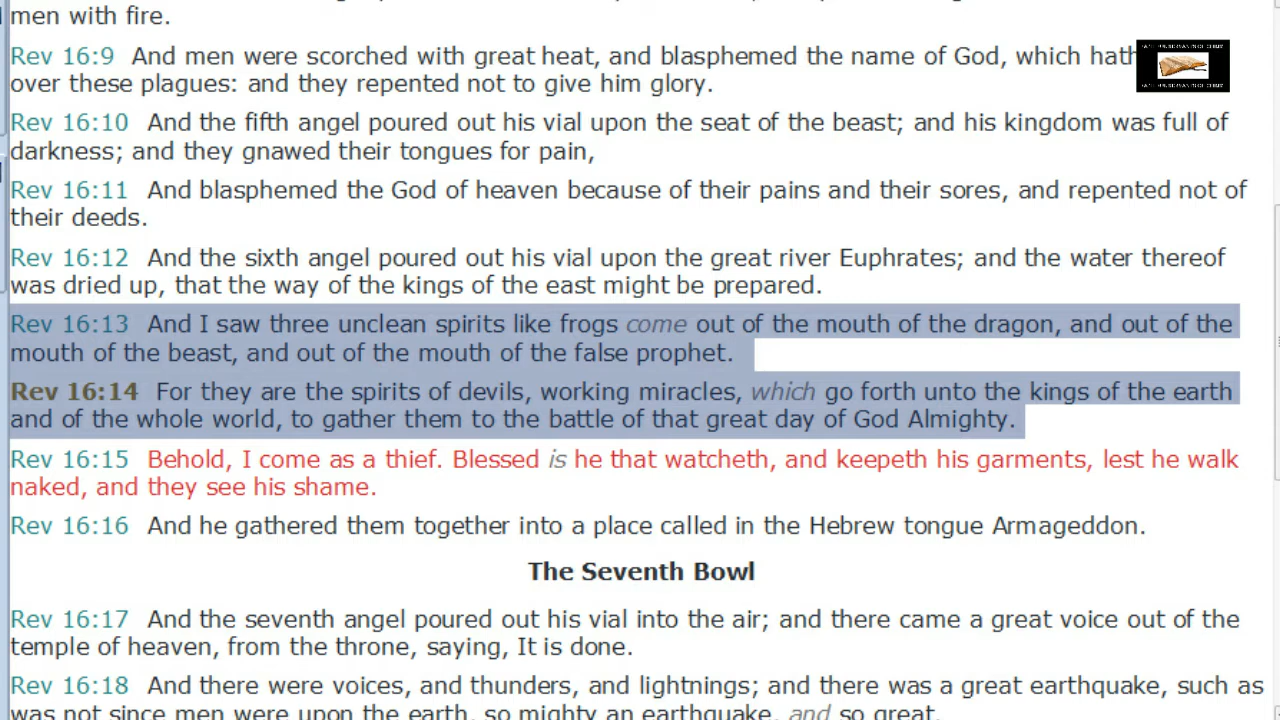 men with fire.
Rev 16:9 And men were scorched with great heat, and blasphemed the name of God, which hath
over these plagues: and they repented not to give him glory.
Rev 16:10 And the fifth angel poured out his vial upon the seat of the beast; and his kingdom was full of
darkness; and they gnawed their tongues for pain,
Rev 16:11 And blasphemed the God of heaven because of their pains and their sores, and repented not of
their deeds.
Rev 16:12 And the sixth angel poured out his vial upon the great river Euphrates; and the water thereof
was dried up, that the way of the kings of the east might be prepared.
Rev 16:13 And I saw three unclean spirits like frogs come out of the mouth of the dragon, and out of the
mouth of the beast, and out of the mouth of the false prophet.
Rev 16:14 For they are the spirits of devils, working miracles, which go forth unto the kings of the earth
and of the whole world, to gather them to the battle of that great day of God Almighty.
Rev 16:15 Behold, I come as a thief. Blessed is he that watcheth, and keepeth his garments, lest he walk
naked, and they see his shame.
Rev 16:16 And he gathered them together into a place called in the Hebrew tongue Armageddon.
The Seventh Bowl
Rev 16:17 And the seventh angel poured out his vial into the air; and there came a great voice out of the
temple of heaven, from the throne, saying, It is done.
Rev 16:18 And there were voices, and thunders, and lightnings; and there was a great earthquake, such as
was not since men were upon the earth, so mighty an earthquake, and so great.